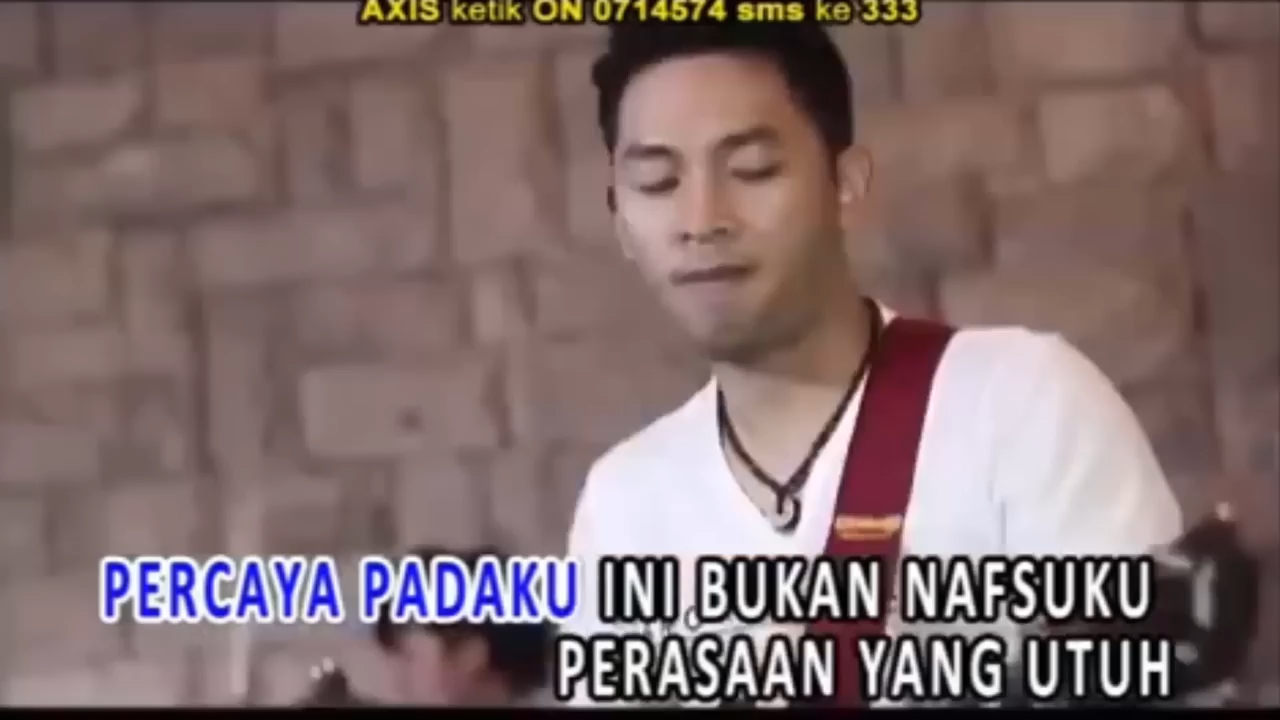 AXIS ketik ON 0714574 sms ke 333
PERCAYA PADAKU INI BUKAN NAFSUKU
PERASAAN YANG UTUH